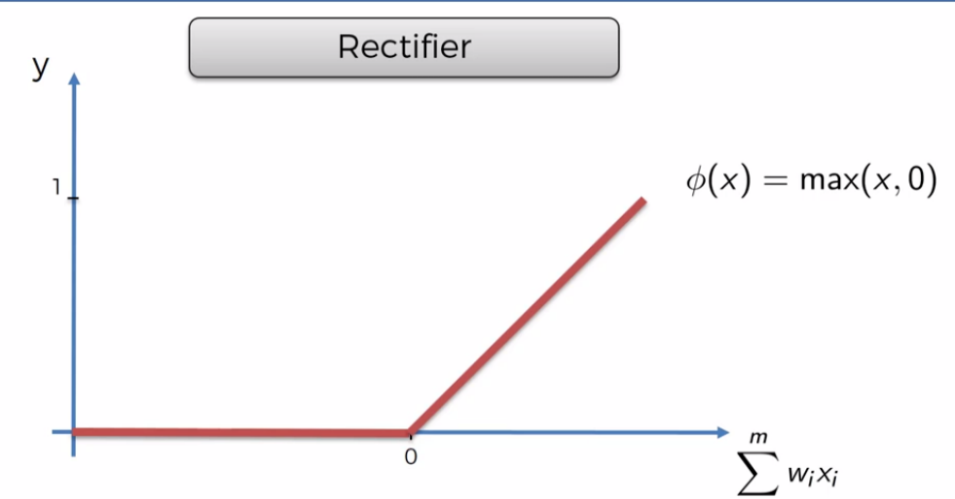 Rectifier
y
1
ϕ(x) = max(x, 0)
0
m
∑ wᵢxᵢ